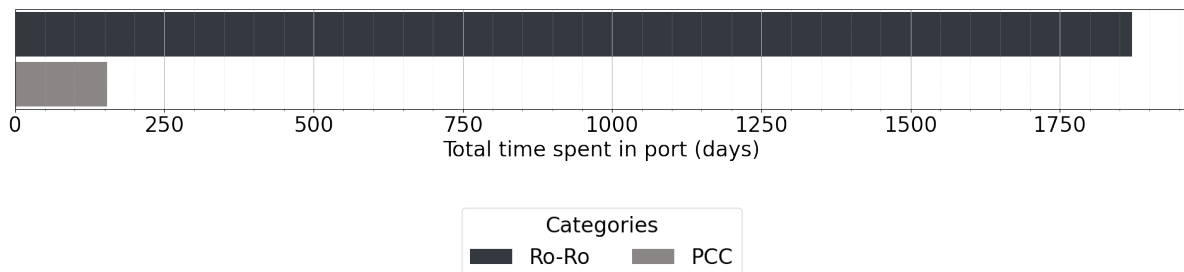 0 250 500 750 1000 1250 1500 1750
Total time spent in port (days)
Categories
Ro-Ro PCC